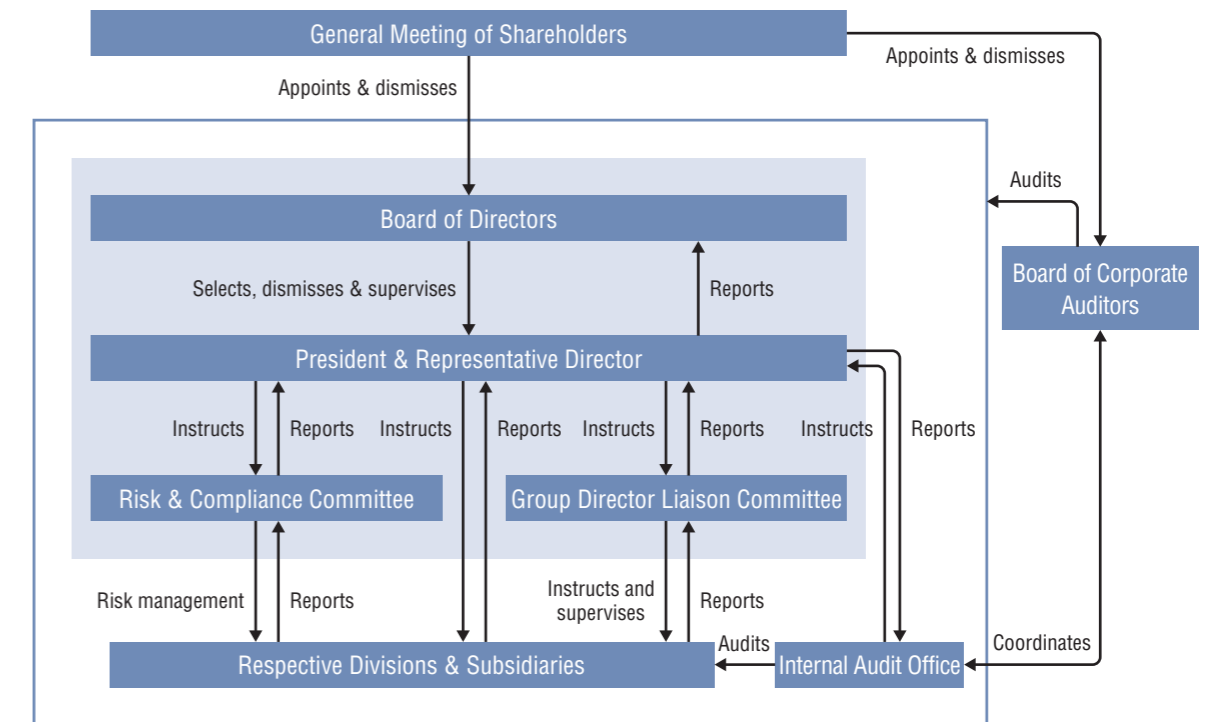 General Meeting of Shareholders
Appoints & dismisses
Appoints & dismisses
Audits
Board of Directors
Board of Corporate
Auditors
Selects, dismisses & supervises
Reports
President & Representative Director
Instructs
Reports
Instructs
Reports
Instructs
Reports
Instructs
Reports
Risk & Compliance Committee
Group Director Liaison Committee
Risk management
Reports
Instructs and
supervises
Reports
Respective Divisions & Subsidiaries
Audits
Internal Audit Office
Coordinates